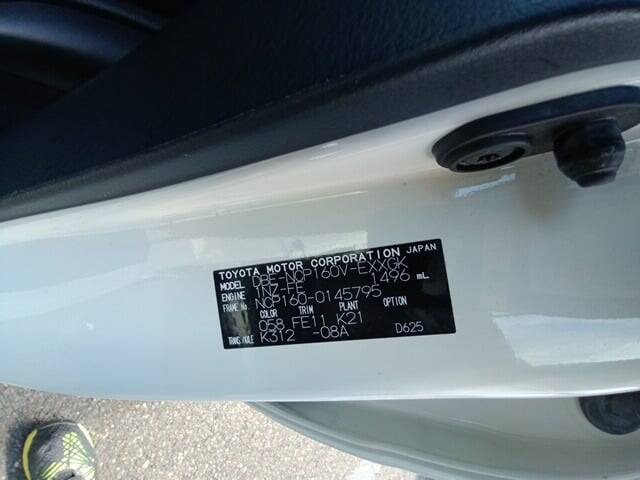 TOYOTA MOTOR CORPORATION JAPAN
MODEL DBE-NCP160V-EXXGK
ENGINE 1NZ-FE 1496 mL
FRAME No. NCP160-0145795
COLOR TRIM PLANT OPTION
058 FE11 K21
TRANS/AXLE K312 -08A D625